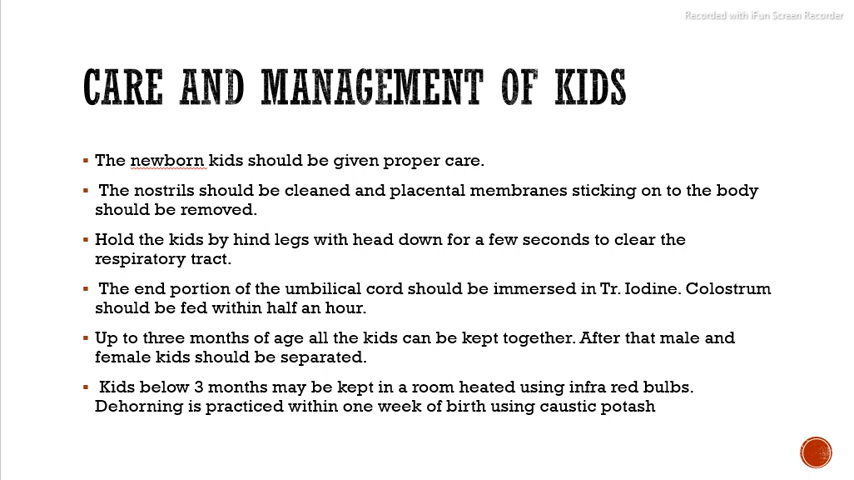 Recorded with iFun Screen Recorder
CARE AND MANAGEMENT OF KIDS
▪ The newborn kids should be given proper care.
▪ The nostrils should be cleaned and placental membranes sticking on to the body
should be removed.
▪ Hold the kids by hind legs with head down for a few seconds to clear the
respiratory tract.
▪ The end portion of the umbilical cord should be immersed in Tr. Iodine. Colostrum
should be fed within half an hour.
▪ Up to three months of age all the kids can be kept together. After that male and
female kids should be separated.
▪ Kids below 3 months may be kept in a room heated using infra red bulbs.
Dehorning is practiced within one week of birth using caustic potash